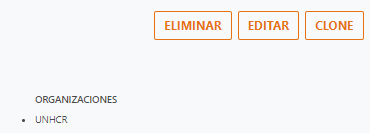 ELIMINAR EDITAR CLONE
ORGANIZACIONES
• UNHCR